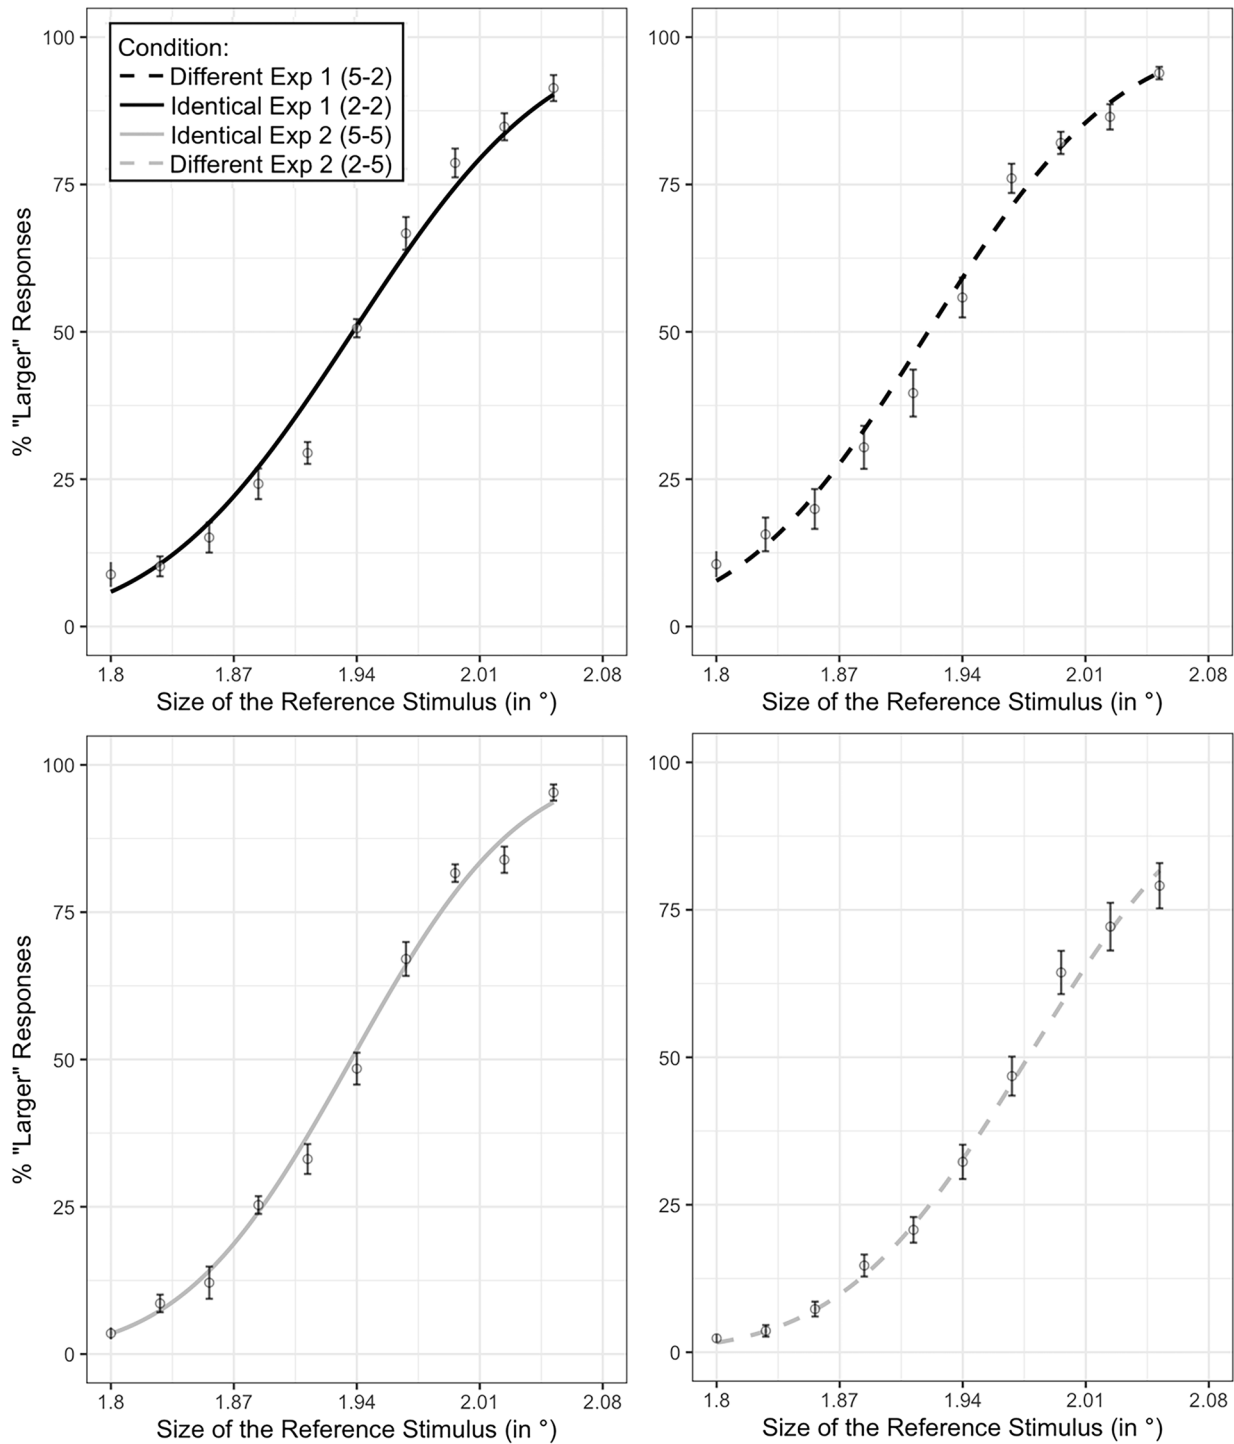 Condition:
Different Exp 1 (5-2)
Identical Exp 1 (2-2)
Identical Exp 2 (5-5)
Different Exp 2 (2-5)
% "Larger" Responses
100
75
50
25
0
1.8 1.87 1.94 2.01 2.08
Size of the Reference Stimulus (in °)
100
75
50
25
0
1.8 1.87 1.94 2.01 2.08
Size of the Reference Stimulus (in °)
% "Larger" Responses
100
75
50
25
0
1.8 1.87 1.94 2.01 2.08
Size of the Reference Stimulus (in °)
100
75
50
25
0
1.8 1.87 1.94 2.01 2.08
Size of the Reference Stimulus (in °)